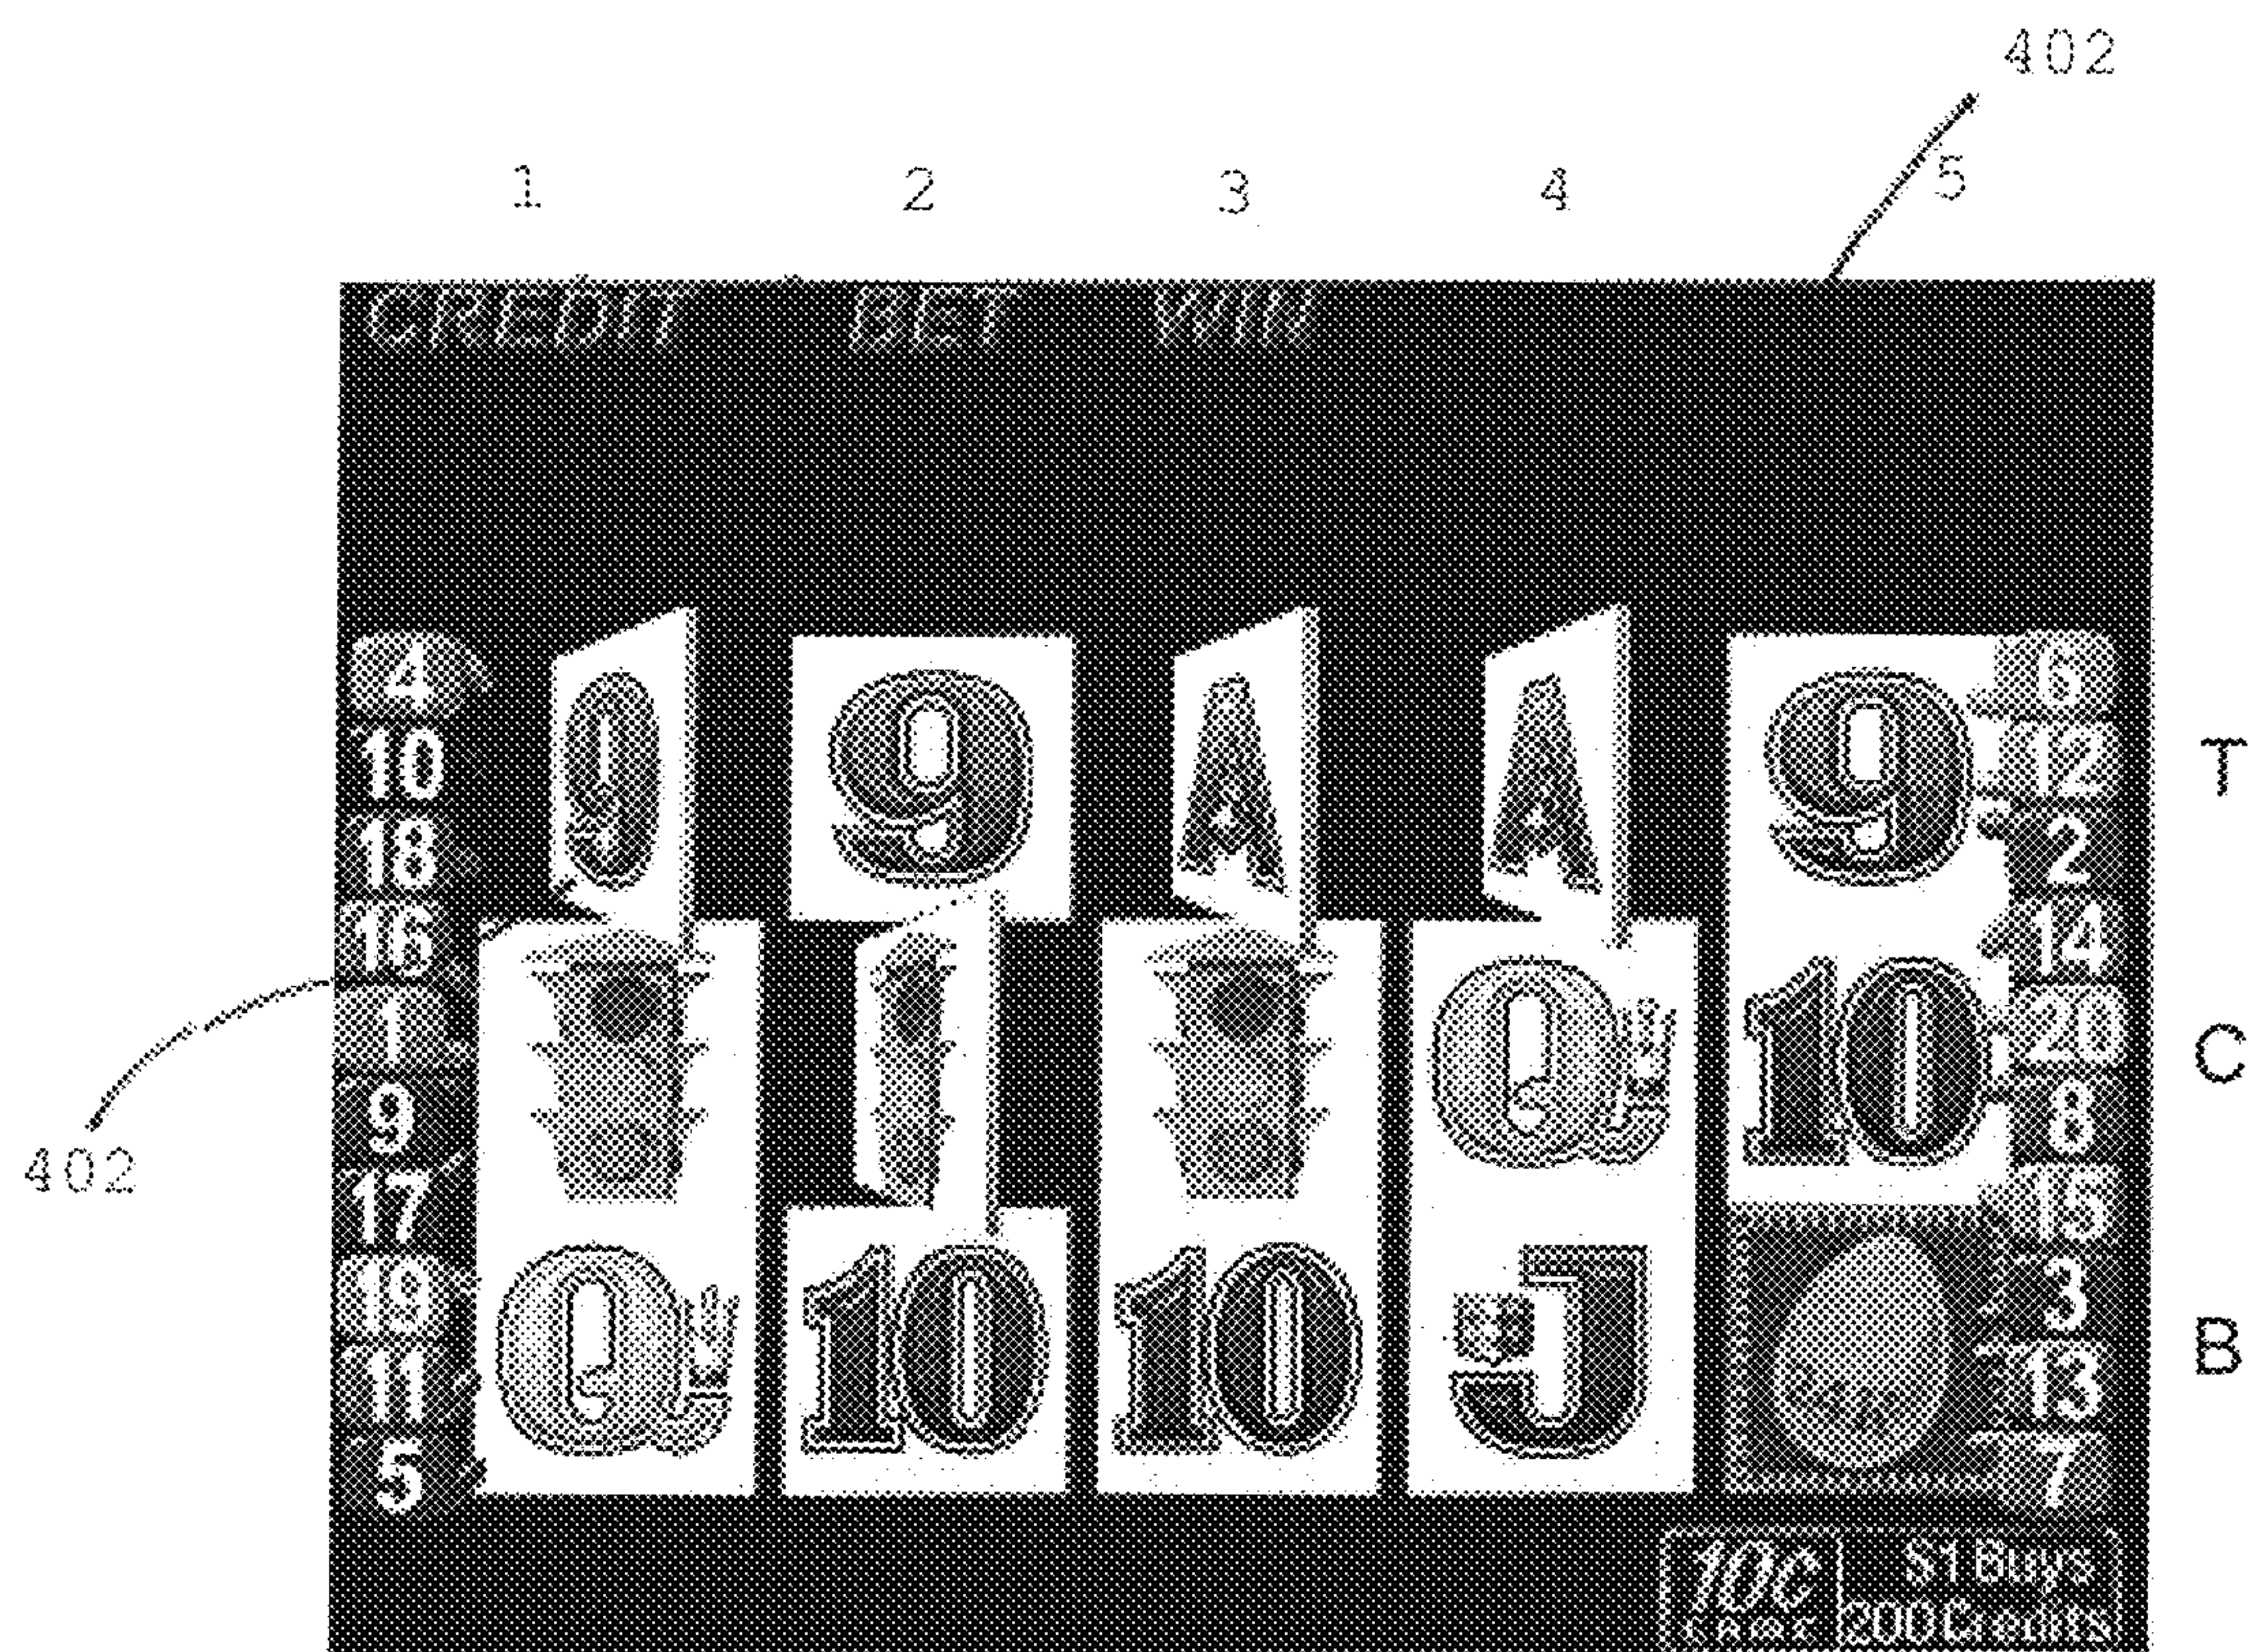 402
1 2 3 4 5
CREDIT BET WIN
4 9 9 A A 9 6
10 12 T
18 2
16 14
1 Q 10 20 C
9 8
17 15
19 Q 10 10 J 3 B
11 13
5 7
402
10c $1 Buys
200 Credits